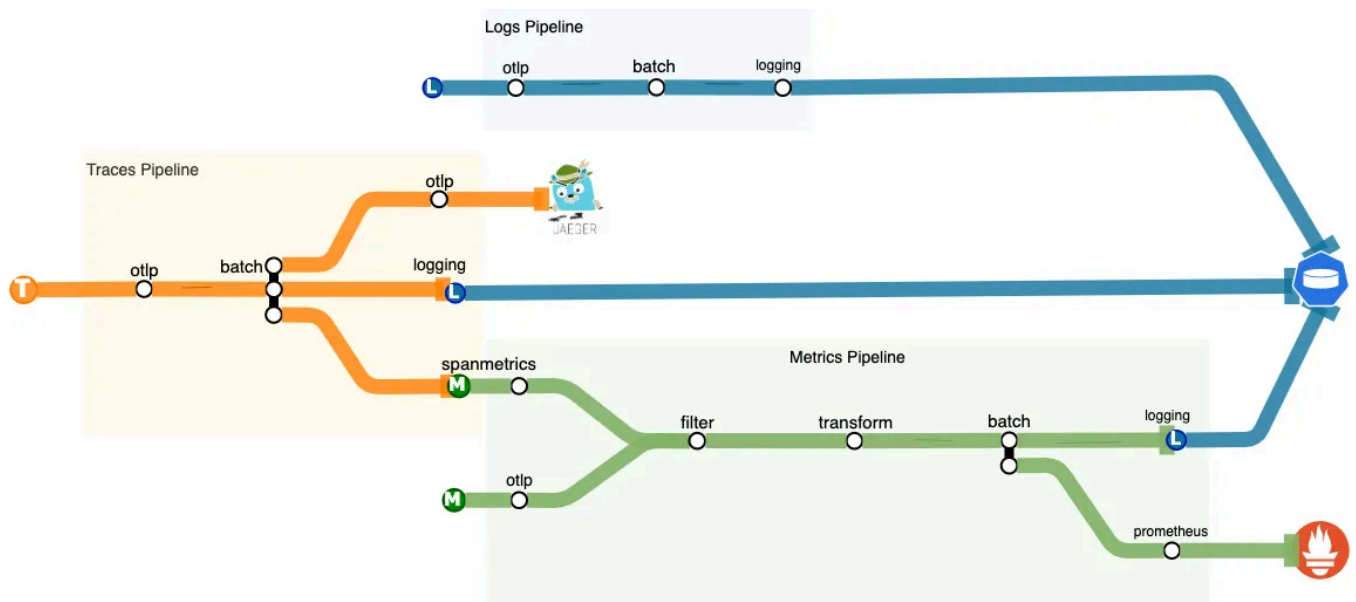 Logs Pipeline
otlp
batch
logging
L
Traces Pipeline
otlp
JAEGER
T
otlp
batch
logging
L
spanmetrics
M
Metrics Pipeline
filter
transform
batch
logging
L
otlp
M
prometheus